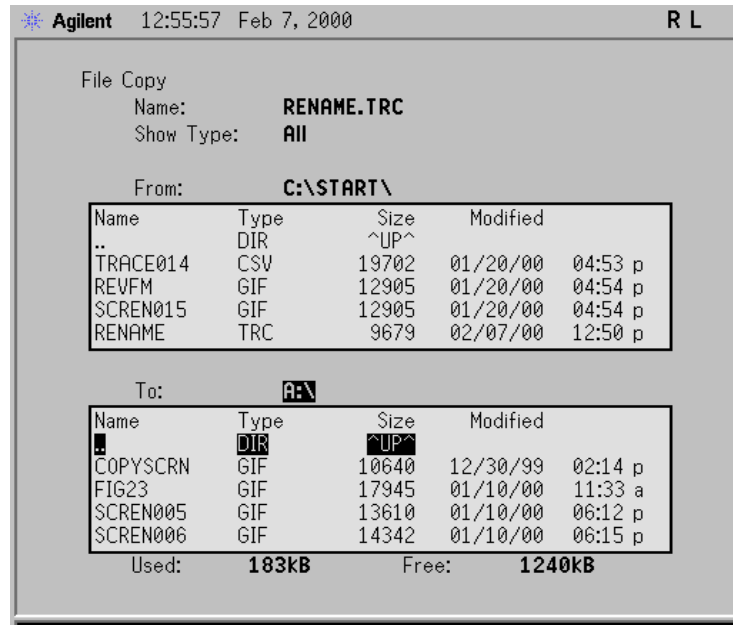 Agilent 12:55:57 Feb 7, 2000 R L
File Copy
Name: RENAME.TRC
Show Type: All
From: C:\START\
Name Type Size Modified
.. DIR ^UP^
TRACE014 CSV 19702 01/20/00 04:53 p
REVFM GIF 12905 01/20/00 04:54 p
SCREN015 GIF 12905 01/20/00 04:54 p
RENAME TRC 9679 02/07/00 12:50 p
To: A:\
Name Type Size Modified
.. DIR ^UP^
COPYSCRN GIF 10640 12/30/99 02:14 p
FIG23 GIF 17945 01/10/00 11:33 a
SCREN005 GIF 13610 01/10/00 06:12 p
SCREN006 GIF 14342 01/10/00 06:15 p
Used: 183kB Free: 1240kB